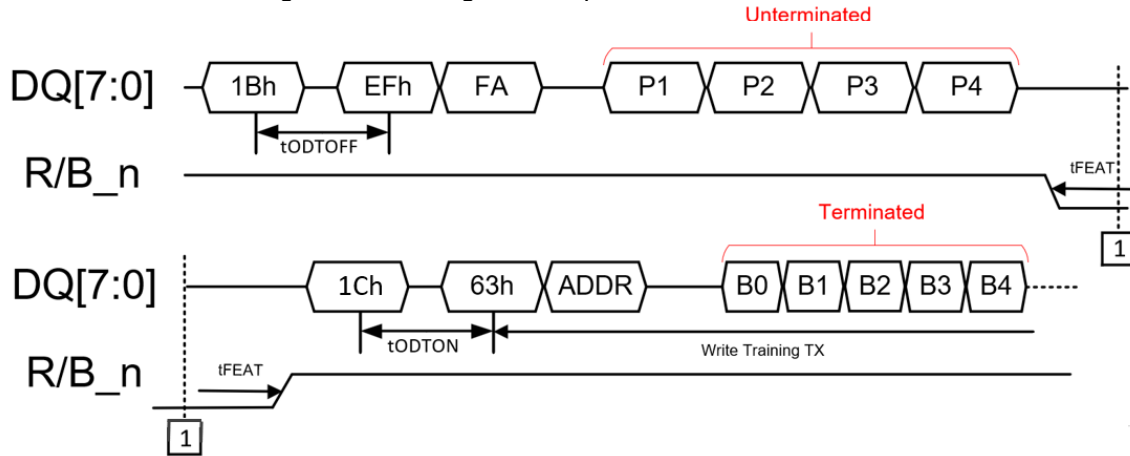 Unterminated
DQ[7:0] 1Bh EFh FA P1 P2 P3 P4
tODTOFF
R/B_n tFEAT
1
Terminated
DQ[7:0] 1Ch 63h ADDR B0 B1 B2 B3 B4
tODTON Write Training TX
R/B_n tFEAT
1